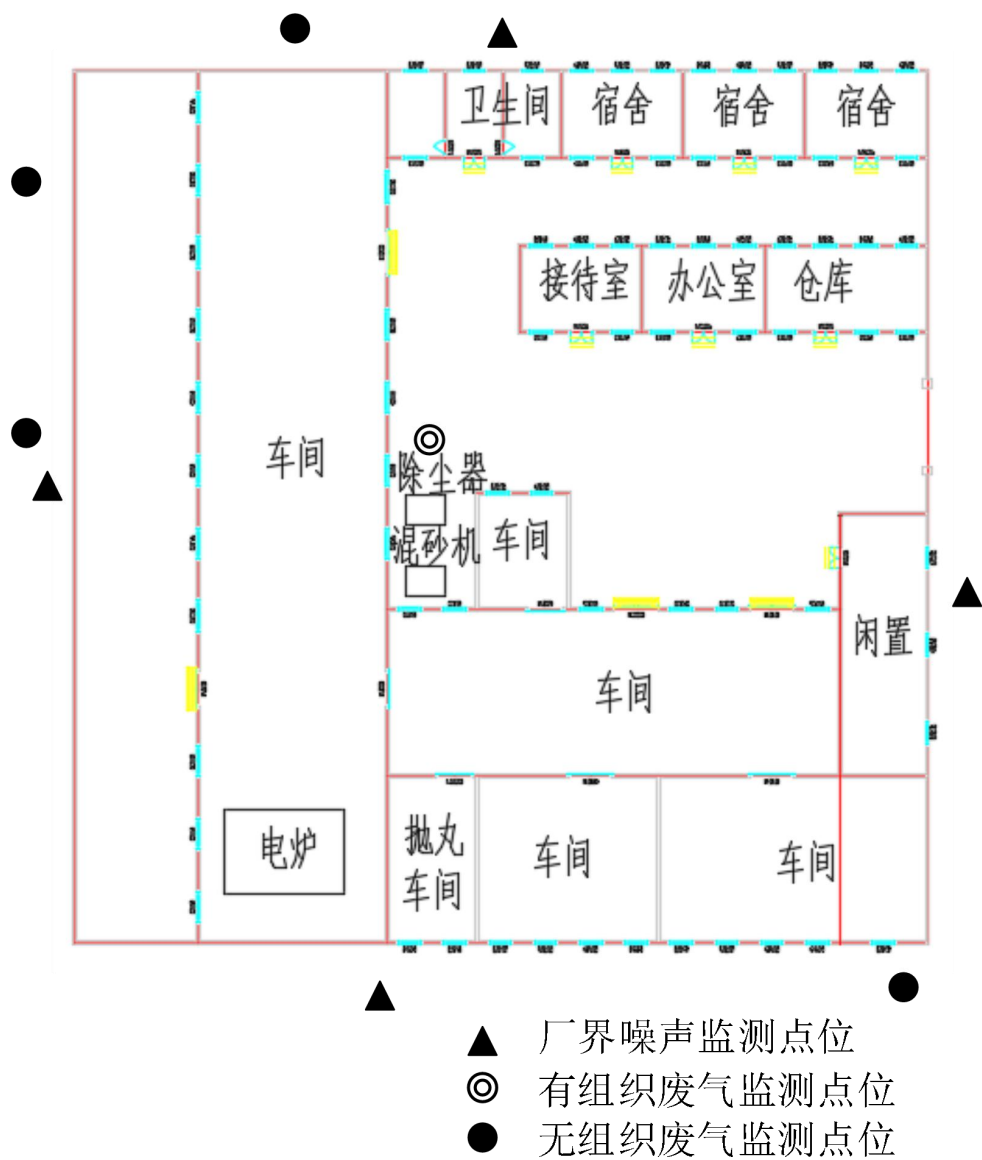 卫生间
宿舍
宿舍
宿舍
接待室
办公室
仓库
车间
除尘器
混砂机
车间
闲置
车间
电炉
抛丸
车间
车间
车间
厂界噪声监测点位
有组织废气监测点位
无组织废气监测点位